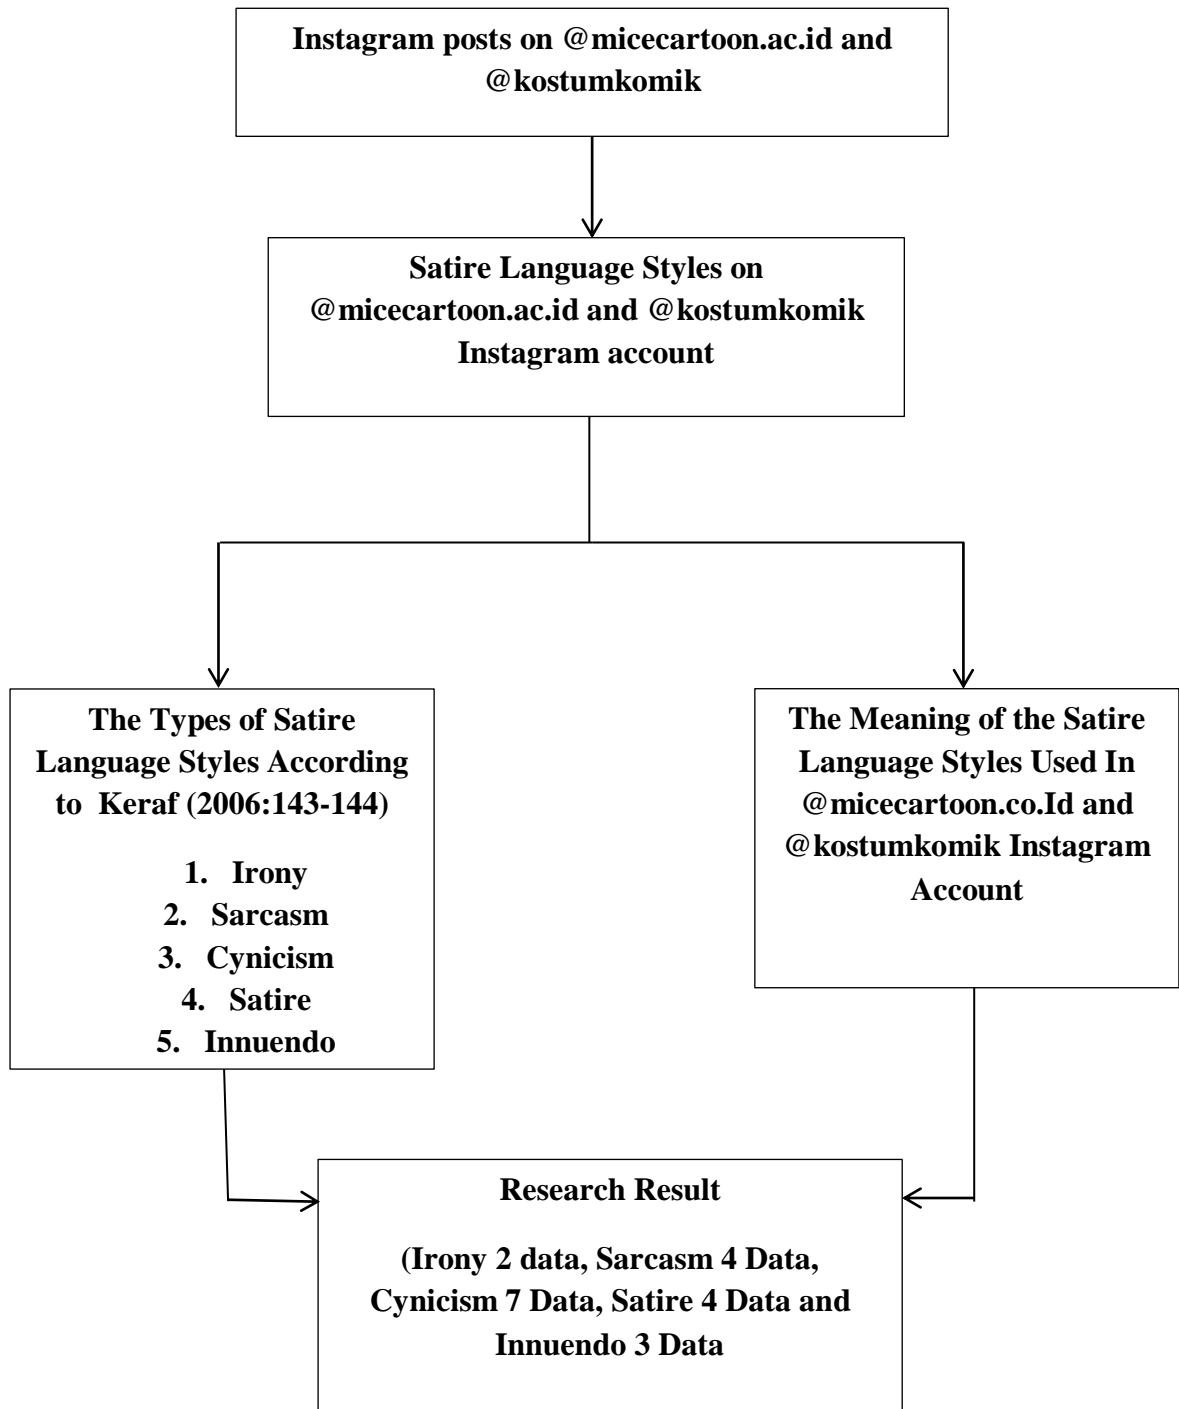 Instagram posts on @micecartoon.ac.id and
@kostumkomik
Satire Language Styles on
@micecartoon.ac.id and @kostumkomik
Instagram account
The Types of Satire
Language Styles According
to Keraf (2006:143-144)
1. Irony
2. Sarcasm
3. Cynicism
4. Satire
5. Innuendo
The Meaning of the Satire
Language Styles Used In
@micecartoon.co.Id and
@kostumkomik Instagram
Account
Research Result
(Irony 2 data, Sarcasm 4 Data,
Cynicism 7 Data, Satire 4 Data and
Innuendo 3 Data